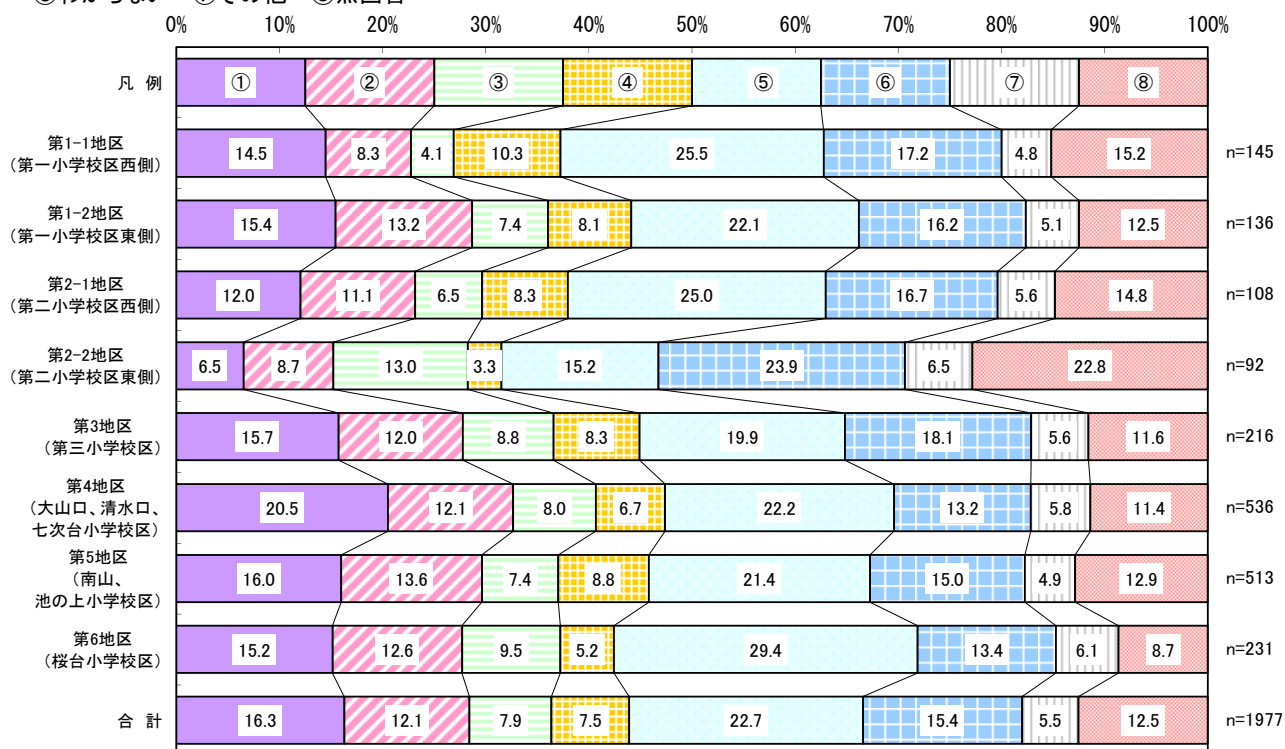 0% 10% 20% 30% 40% 50% 60% 70% 80% 90% 100%
凡 例 ① ② ③ ④ ⑤ ⑥ ⑦ ⑧
第1-1地区
(第一小学校区西側)
14.5 8.3 4.1 10.3 25.5 17.2 4.8 15.2 n=145
第1-2地区
(第一小学校区東側)
15.4 13.2 7.4 8.1 22.1 16.2 5.1 12.5 n=136
第2-1地区
(第二小学校区西側)
12.0 11.1 6.5 8.3 25.0 16.7 5.6 14.8 n=108
第2-2地区
(第二小学校区東側)
6.5 8.7 13.0 3.3 15.2 23.9 6.5 22.8 n=92
第3地区
(第三小学校区)
15.7 12.0 8.8 8.3 19.9 18.1 5.6 11.6 n=216
第4地区
(大山口、清水口、
七次台小学校区)
20.5 12.1 8.0 6.7 22.2 13.2 5.8 11.4 n=536
第5地区
(南山、
池の上小学校区)
16.0 13.6 7.4 8.8 21.4 15.0 4.9 12.9 n=513
第6地区
(桜台小学校区)
15.2 12.6 9.5 5.2 29.4 13.4 6.1 8.7 n=231
合 計 16.3 12.1 7.9 7.5 22.7 15.4 5.5 12.5 n=1977